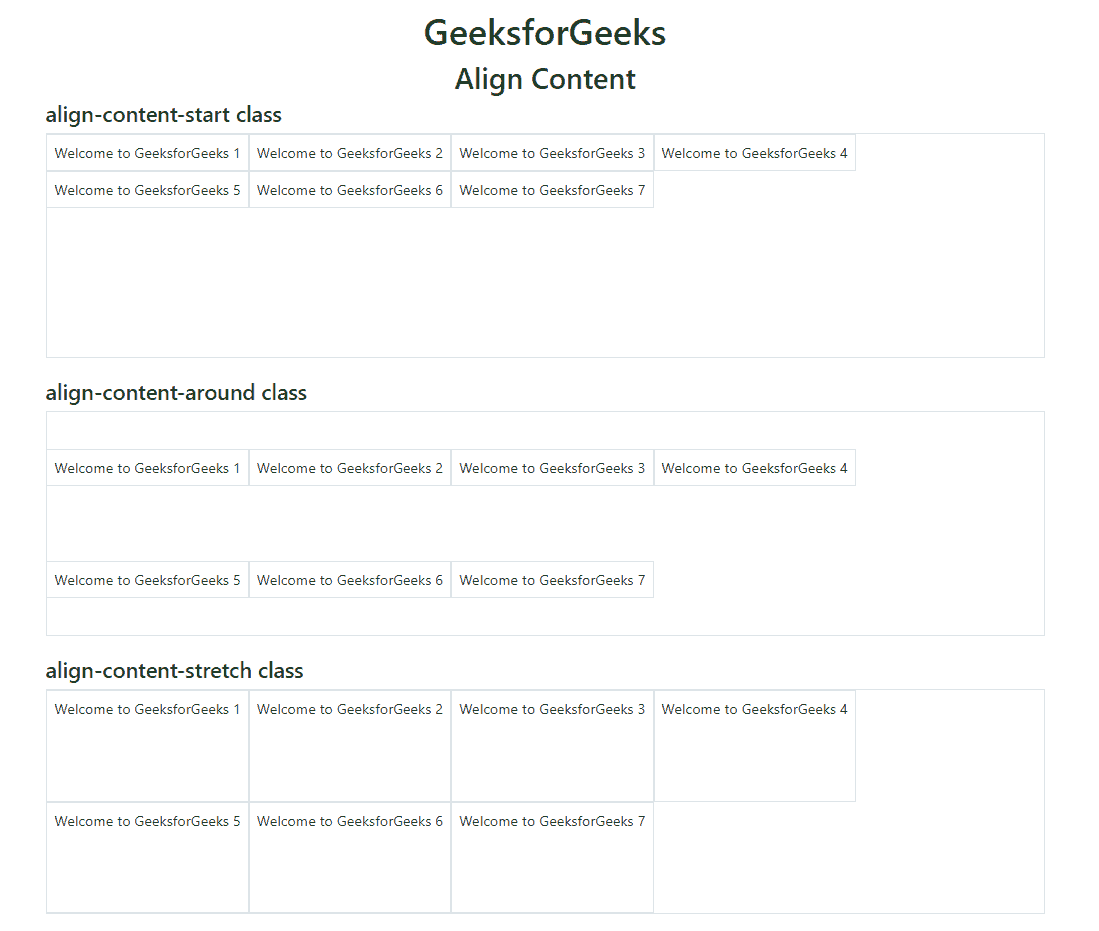 GeeksforGeeks
Align Content
align-content-start class
Welcome to GeeksforGeeks 1 Welcome to GeeksforGeeks 2 Welcome to GeeksforGeeks 3 Welcome to GeeksforGeeks 4
Welcome to GeeksforGeeks 5 Welcome to GeeksforGeeks 6 Welcome to GeeksforGeeks 7
align-content-around class
Welcome to GeeksforGeeks 1 Welcome to GeeksforGeeks 2 Welcome to GeeksforGeeks 3 Welcome to GeeksforGeeks 4
Welcome to GeeksforGeeks 5 Welcome to GeeksforGeeks 6 Welcome to GeeksforGeeks 7
align-content-stretch class
Welcome to GeeksforGeeks 1 Welcome to GeeksforGeeks 2 Welcome to GeeksforGeeks 3 Welcome to GeeksforGeeks 4
Welcome to GeeksforGeeks 5 Welcome to GeeksforGeeks 6 Welcome to GeeksforGeeks 7